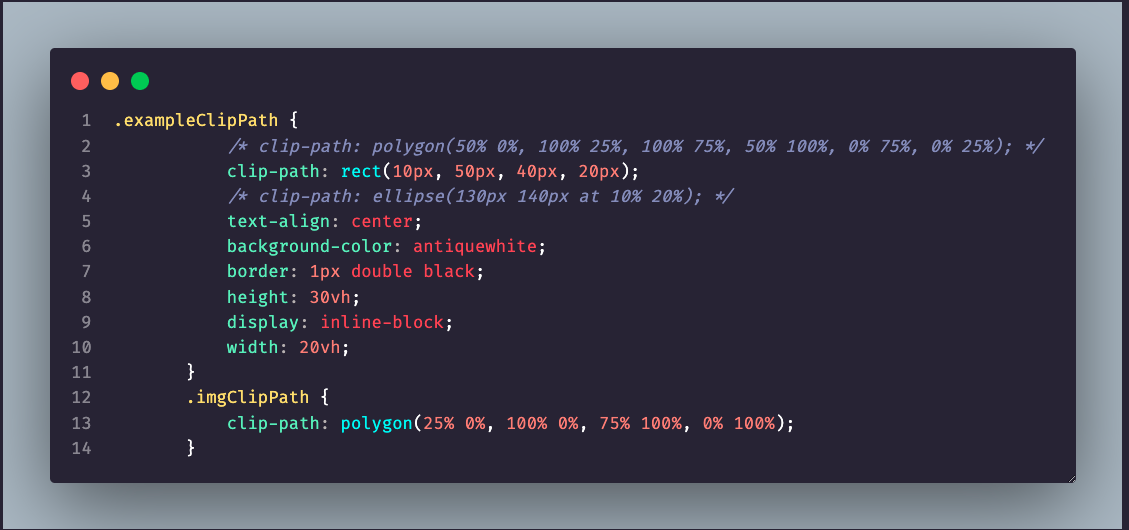 1 .exampleClipPath {
2 /* clip-path: polygon(50% 0%, 100% 25%, 100% 75%, 50% 100%, 0% 75%, 0% 25%); */
3 clip-path: rect(10px, 50px, 40px, 20px);
4 /* clip-path: ellipse(130px 140px at 10% 20%); */
5 text-align: center;
6 background-color: antiquewhite;
7 border: 1px double black;
8 height: 30vh;
9 display: inline-block;
10 width: 20vh;
11 }
12 .imgClipPath {
13 clip-path: polygon(25% 0%, 100% 0%, 75% 100%, 0% 100%);
14 }